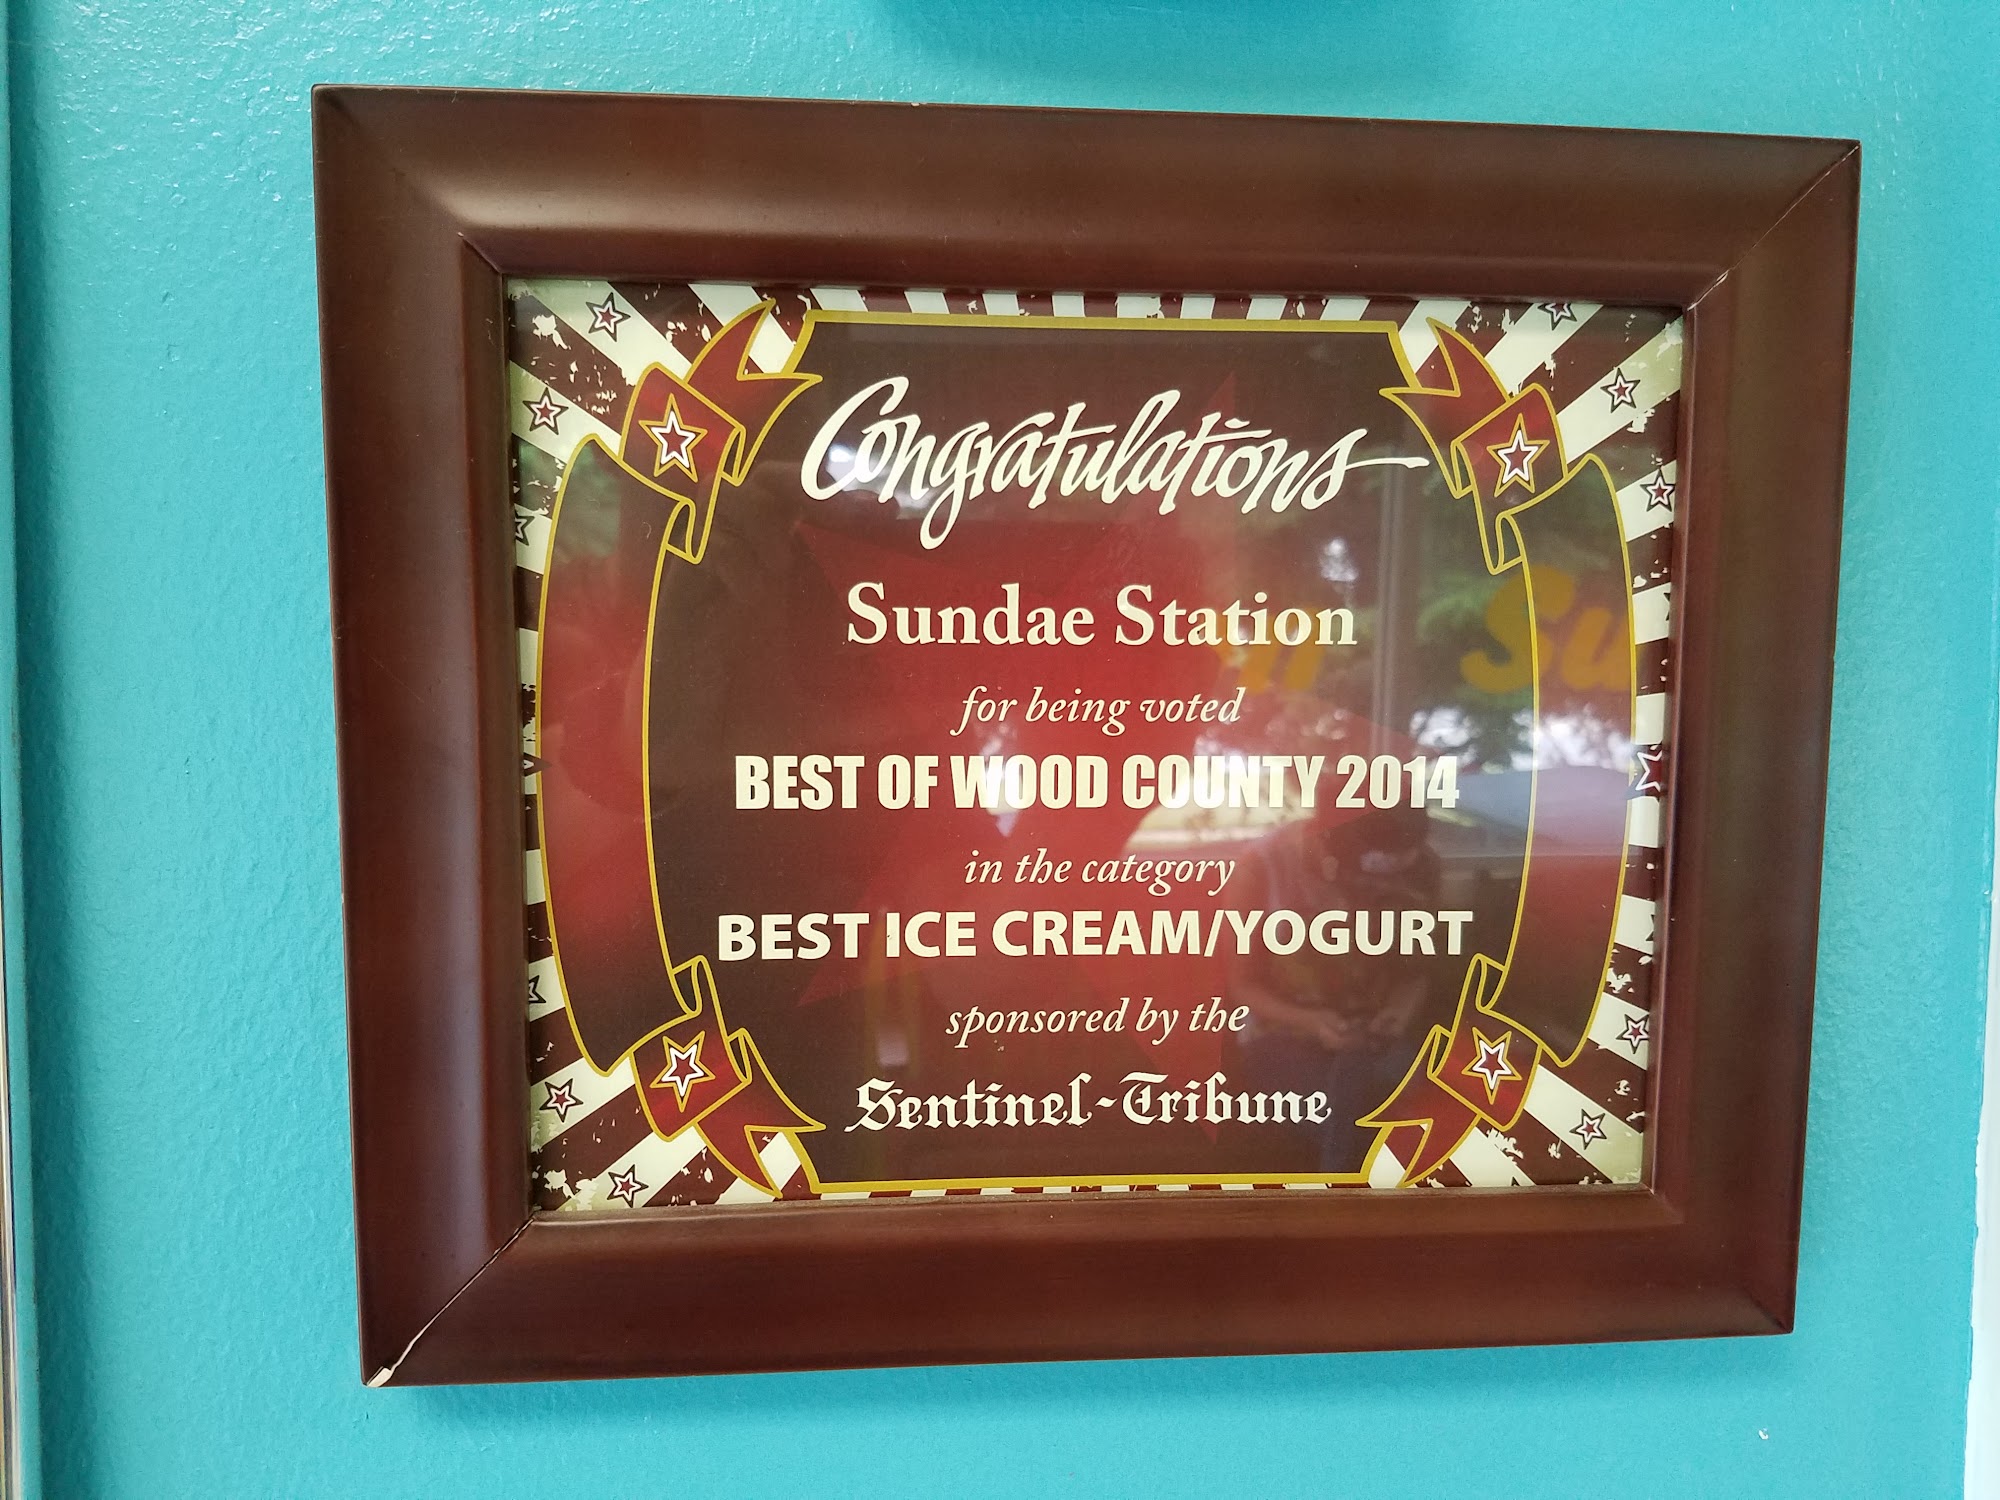 Congratulations
Sundae Station
for being voted
BEST OF WOOD COUNTY 2014
in the category
BEST ICE CREAM/YOGURT
sponsored by the
Sentinel-Tribune